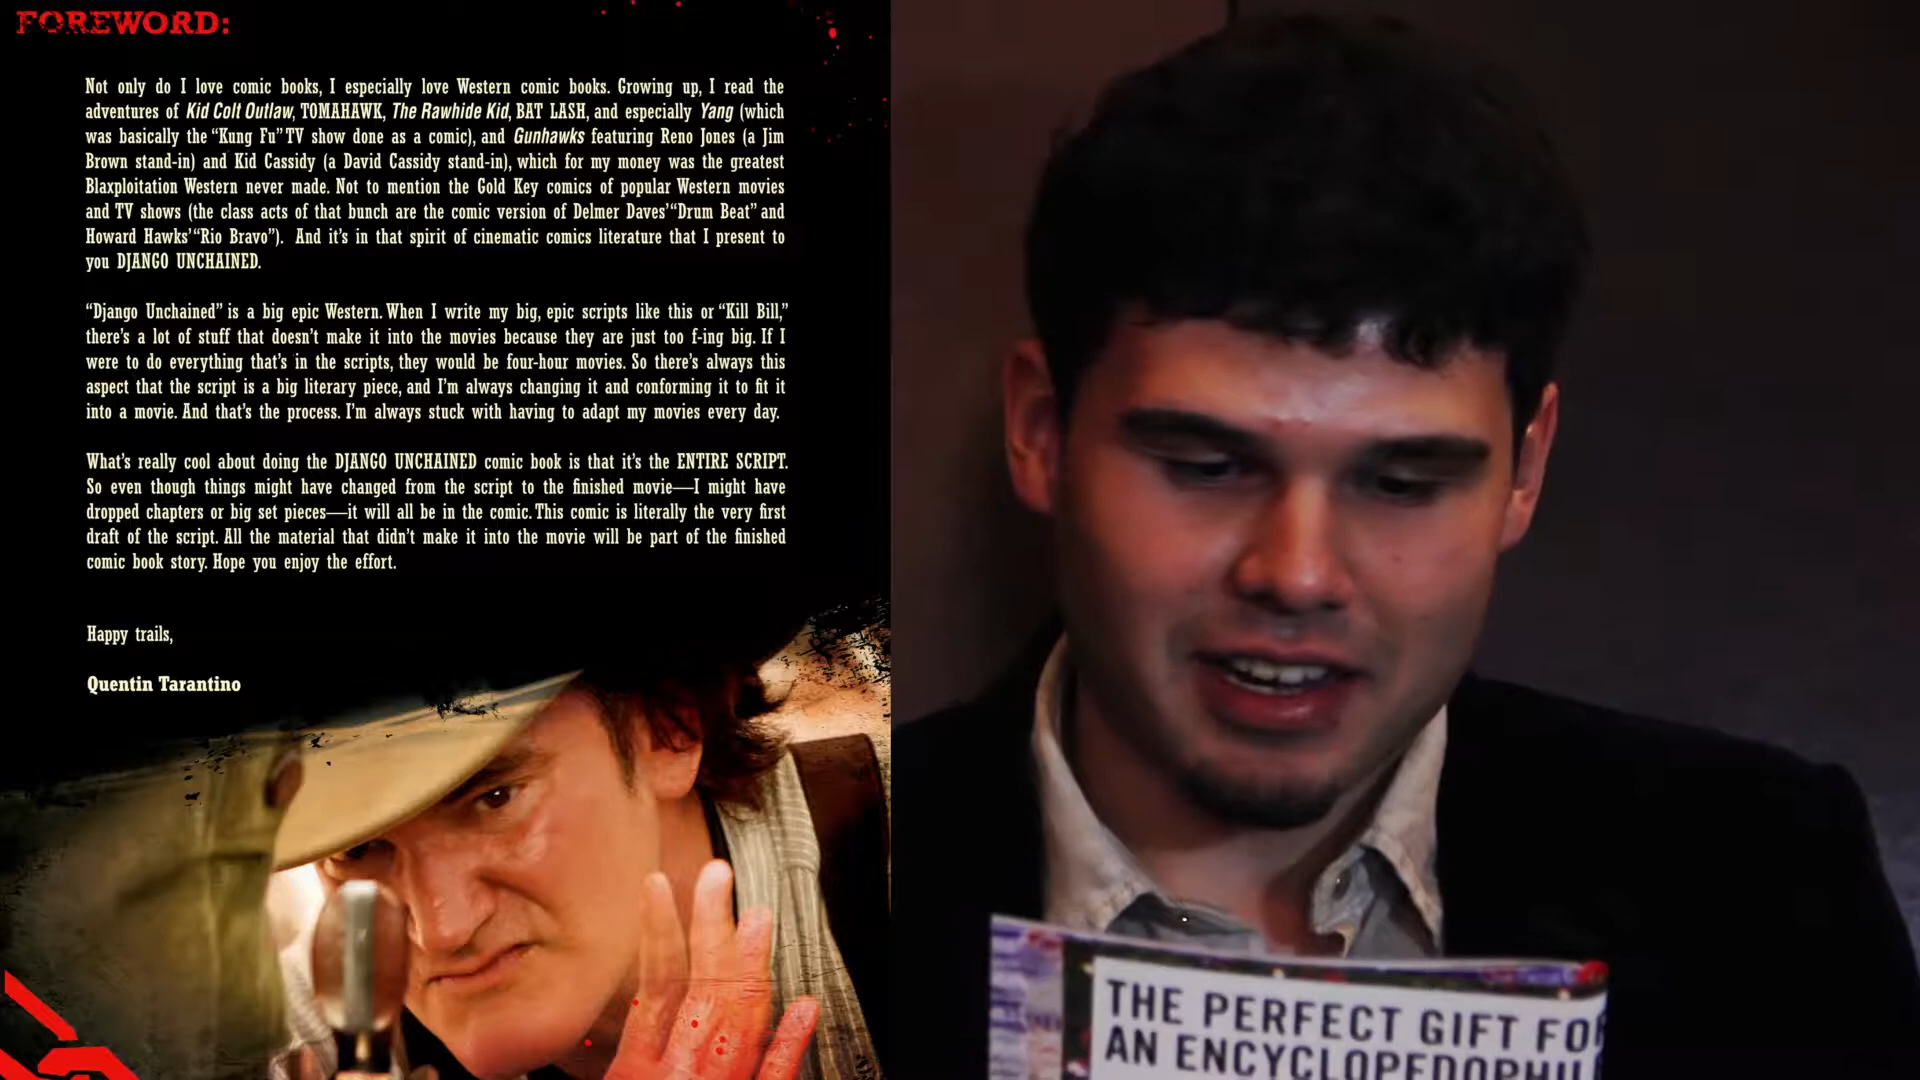 FOREWORD:
Not only do I love comic books, I especially love Western comic books. Growing up, I read the
adventures of Kid Colt Outlaw, TOMAHAWK, The Rawhide Kid, BAT LASH, and especially Yang (which
was basically the “Kung Fu” TV show done as a comic), and Gunhawks featuring Reno Jones (a Jim
Brown stand-in) and Kid Cassidy (a David Cassidy stand-in), which for my money was the greatest
Blaxploitation Western never made. Not to mention the Gold Key comics of popular Western movies
and TV shows (the class acts of that bunch are the comic version of Delmer Daves’ “Drum Beat” and
Howard Hawks’ “Rio Bravo”). And it’s in that spirit of cinematic comics literature that I present to
you DJANGO UNCHAINED.
“Django Unchained” is a big epic Western. When I write my big, epic scripts like this or “Kill Bill,”
there’s a lot of stuff that doesn’t make it into the movies because they are just too f-ing big. If I
were to do everything that’s in the scripts, they would be four-hour movies. So there’s always this
aspect that the script is a big literary piece, and I’m always changing it and conforming it to fit it
into a movie. And that’s the process. I’m always stuck with having to adapt my movies every day.
What’s really cool about doing the DJANGO UNCHAINED comic book is that it’s the ENTIRE SCRIPT.
So even though things might have changed from the script to the finished movie—I might have
dropped chapters or big set pieces—it will all be in the comic. This comic is literally the very first
draft of the script. All the material that didn’t make it into the movie will be part of the finished
comic book story. Hope you enjoy the effort.
Happy trails,
Quentin Tarantino
THE PERFECT GIFT FOR
AN ENCYCLOPEDOPHIL